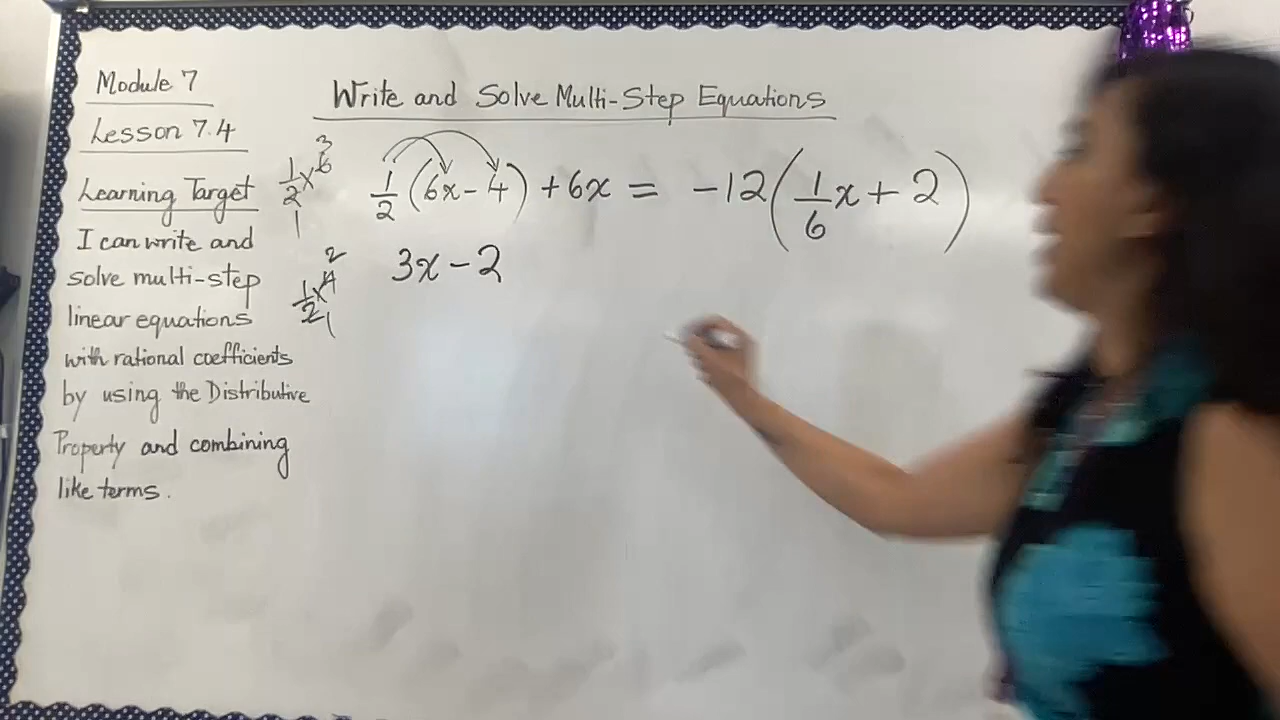 Module 7
Lesson 7.4
Learning Target
I can write and
solve multi-step
linear equations
with rational coefficients
by using the Distributive
Property and combining
like terms.
Write and Solve Multi-Step Equations
1/2 (6x - 4) + 6x = -12(1/6 x + 2)
3x - 2
1/2 x 6 3 1
1/2 x 4 2 1